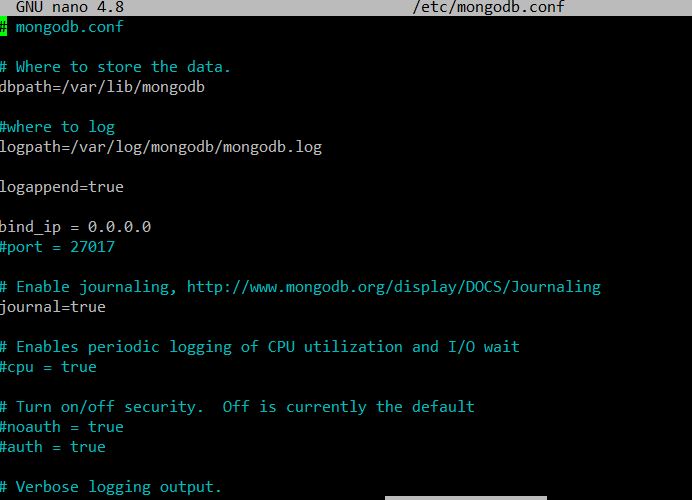 GNU nano 4.8 /etc/mongodb.conf
# mongodb.conf
# Where to store the data.
dbpath=/var/lib/mongodb
#where to log
logpath=/var/log/mongodb/mongodb.log
logappend=true
bind_ip = 0.0.0.0
#port = 27017
# Enable journaling, http://www.mongodb.org/display/DOCS/Journaling
journal=true
# Enables periodic logging of CPU utilization and I/O wait
#cpu = true
# Turn on/off security.  Off is currently the default
#noauth = true
#auth = true
# Verbose logging output.